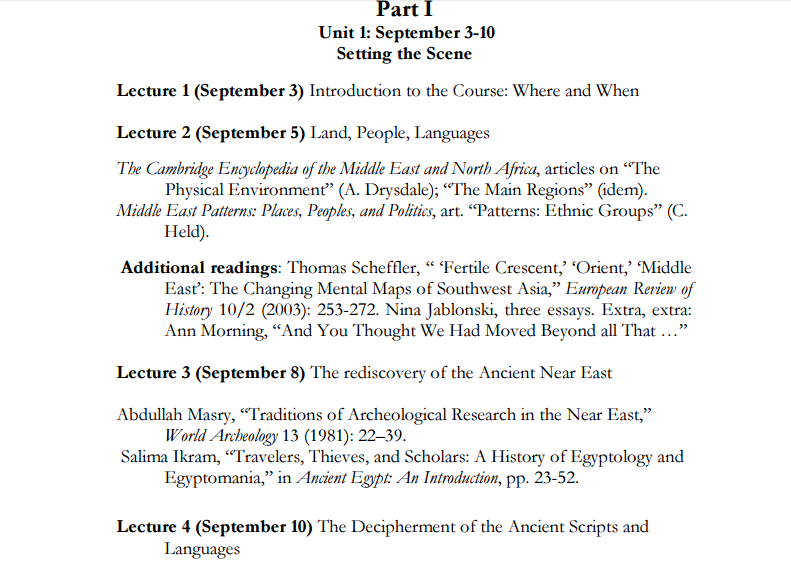 Part I
Unit 1: September 3-10
Setting the Scene
Lecture 1 (September 3) Introduction to the Course: Where and When
Lecture 2 (September 5) Land, People, Languages
The Cambridge Encyclopedia of the Middle East and North Africa, articles on “The
Physical Environment” (A. Drysdale); “The Main Regions” (idem).
Middle East Patterns: Places, Peoples, and Politics, art. “Patterns: Ethnic Groups” (C.
Held).
Additional readings: Thomas Scheffler, “ ‘Fertile Crescent,’ ‘Orient,’ ‘Middle
East’: The Changing Mental Maps of Southwest Asia,” European Review of
History 10/2 (2003): 253-272. Nina Jablonski, three essays. Extra, extra:
Ann Morning, “And You Thought We Had Moved Beyond all That …”
Lecture 3 (September 8) The rediscovery of the Ancient Near East
Abdullah Masry, “Traditions of Archeological Research in the Near East,”
World Archeology 13 (1981): 22–39.
Salima Ikram, “Travelers, Thieves, and Scholars: A History of Egyptology and
Egyptomania,” in Ancient Egypt: An Introduction, pp. 23-52.
Lecture 4 (September 10) The Decipherment of the Ancient Scripts and
Languages